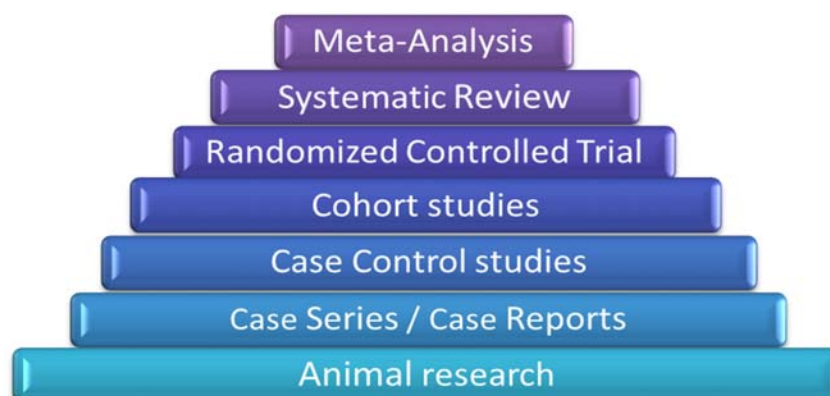 Meta-Analysis
Systematic Review
Randomized Controlled Trial
Cohort studies
Case Control studies
Case Series / Case Reports
Animal research